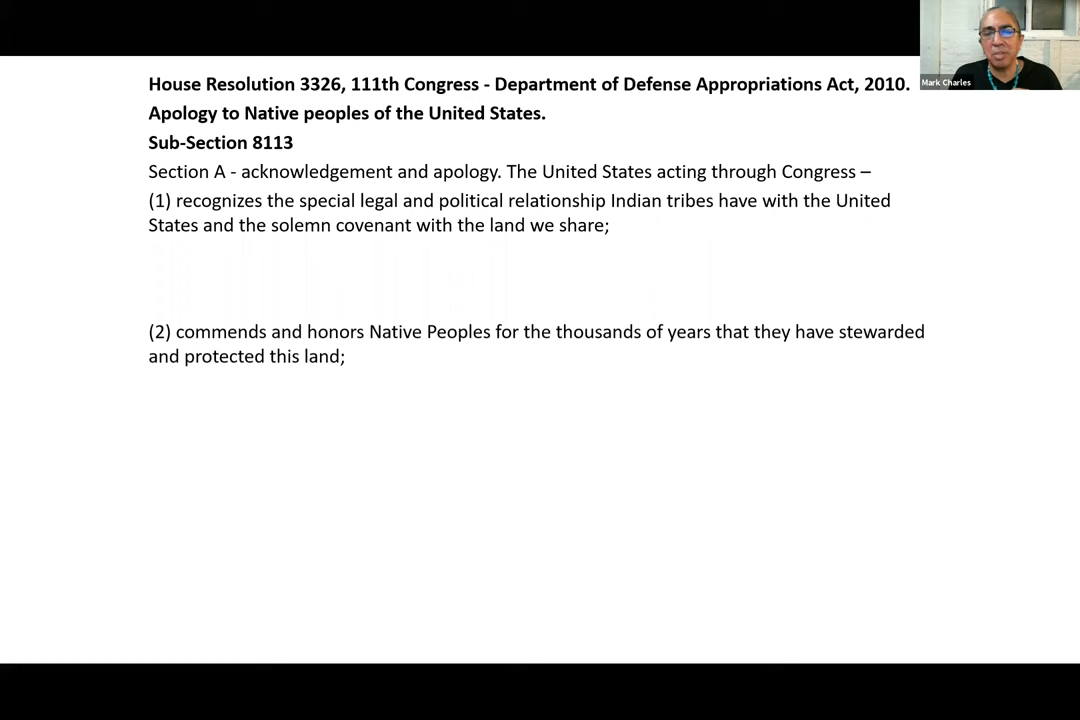 House Resolution 3326, 111th Congress - Department of Defense Appropriations Act, 2010.
Apology to Native peoples of the United States.
Sub-Section 8113
Section A - acknowledgement and apology. The United States acting through Congress –
(1) recognizes the special legal and political relationship Indian tribes have with the United
States and the solemn covenant with the land we share;
(2) commends and honors Native Peoples for the thousands of years that they have stewarded
and protected this land;
Mark Charles